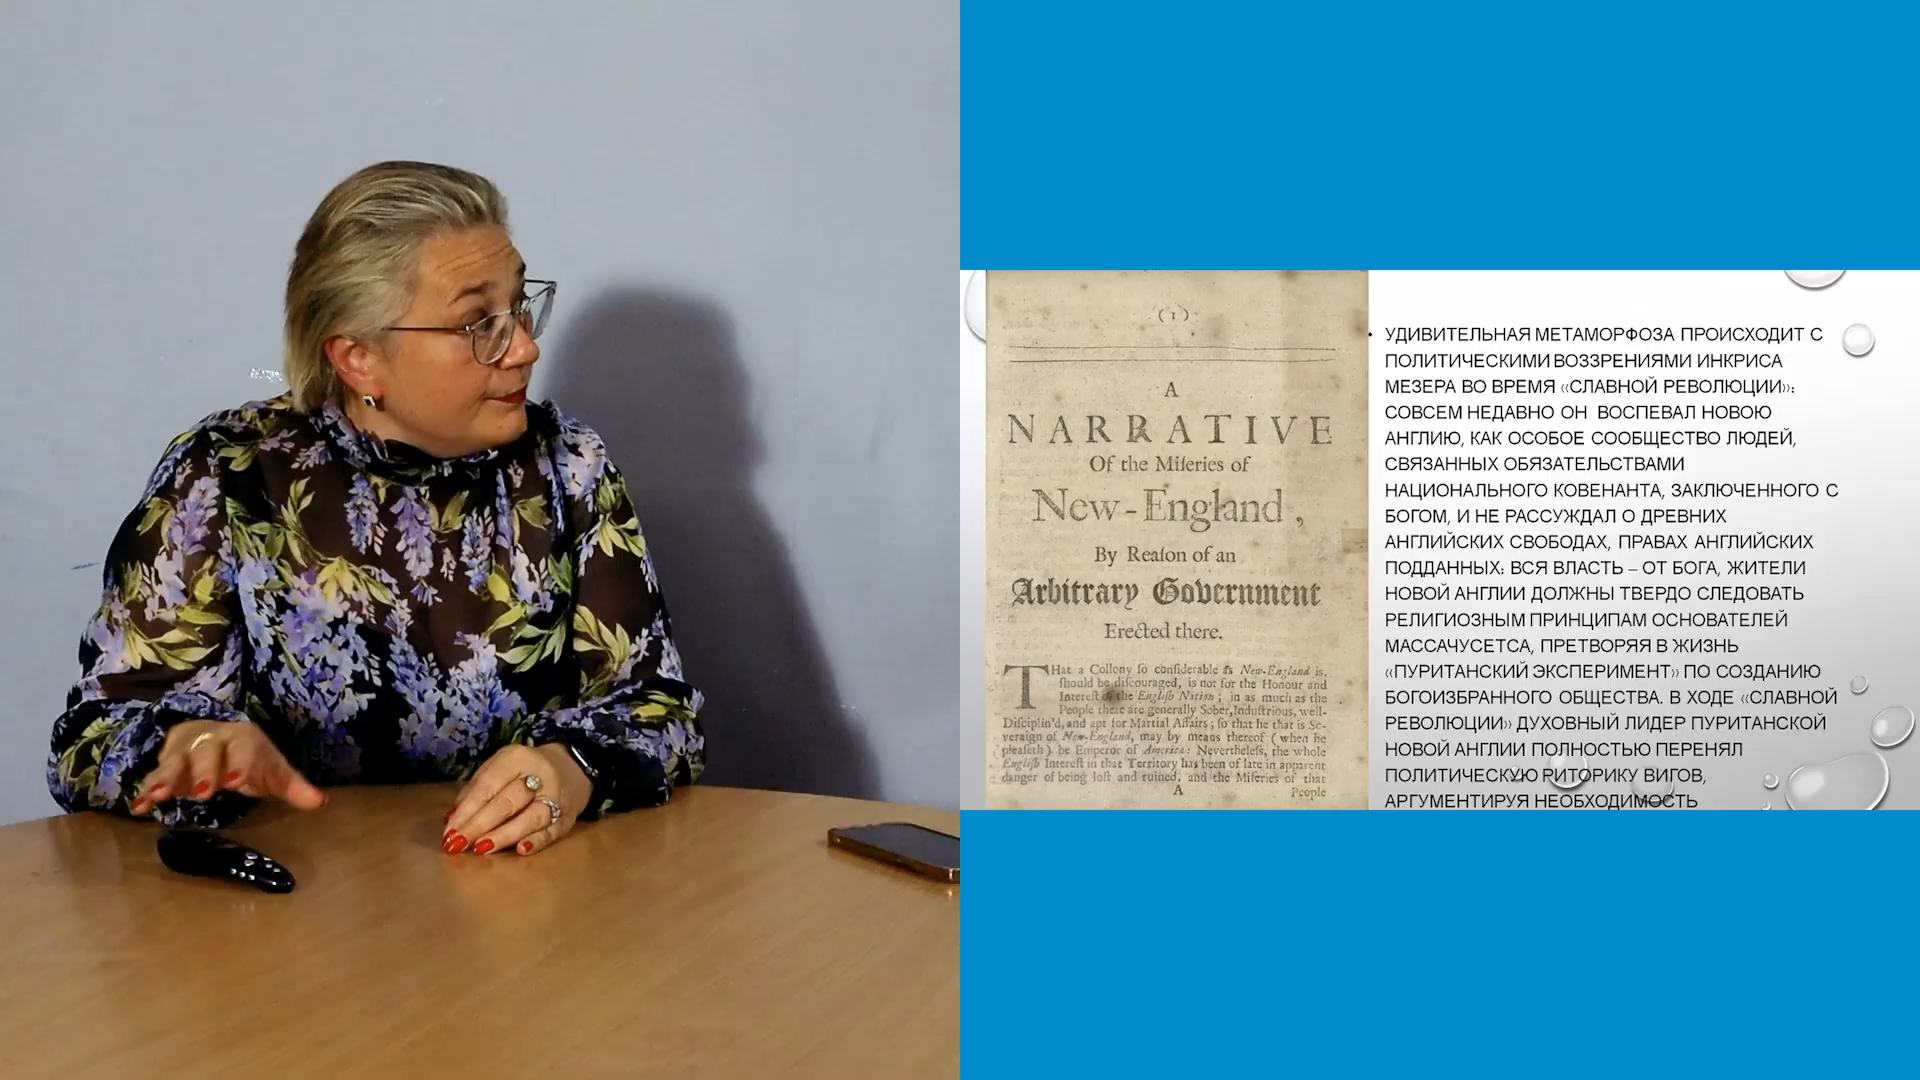 (1)
A
NARRATIVE
Of the Miſeries of
New-England,
By Reaſon of an
Arbitrary Government
Erected there.
THat a Collony ſo conſiderable as New-England is,
ſhould be diſcouraged, is not for the Honour and
Intereſt of the Engliſh Nation; in as much as the
People there are generally Sober, Induſtrious, well-
Diſciplin'd, and apt for Martial Affairs; ſo that he that is So-
veraign of New-England, may by means thereof (when he
pleaſeth) be Emperor of America: Nevertheleſs, the whole
Engliſh Intereſt in that Territory has been of late in apparent
danger of being loſt and ruined, and the Miſeries of that
A
People
• УДИВИТЕЛЬНАЯ МЕТАМОРФОЗА ПРОИСХОДИТ С
ПОЛИТИЧЕСКИМИ ВОЗЗРЕНИЯМИ ИНКРИСА
МЕЗЕРА ВО ВРЕМЯ «СЛАВНОЙ РЕВОЛЮЦИИ»:
СОВСЕМ НЕДАВНО ОН ВОСПЕВАЛ НОВОЮ
АНГЛИЮ, КАК ОСОБОЕ СООБЩЕСТВО ЛЮДЕЙ,
СВЯЗАННЫХ ОБЯЗАТЕЛЬСТВАМИ
НАЦИОНАЛЬНОГО КОВЕНАНТА, ЗАКЛЮЧЕННОГО С
БОГОМ, И НЕ РАССУЖДАЛ О ДРЕВНИХ
АНГЛИЙСКИХ СВОБОДАХ, ПРАВАХ АНГЛИЙСКИХ
ПОДДАННЫХ: ВСЯ ВЛАСТЬ – ОТ БОГА, ЖИТЕЛИ
НОВОЙ АНГЛИИ ДОЛЖНЫ ТВЕРДО СЛЕДОВАТЬ
РЕЛИГИОЗНЫМ ПРИНЦИПАМ ОСНОВАТЕЛЕЙ
МАССАЧУСЕТСА, ПРЕТВОРЯЯ В ЖИЗНЬ
«ПУРИТАНСКИЙ ЭКСПЕРИМЕНТ» ПО СОЗДАНИЮ
БОГОИЗБРАННОГО ОБЩЕСТВА. В ХОДЕ «СЛАВНОЙ
РЕВОЛЮЦИИ» ДУХОВНЫЙ ЛИДЕР ПУРИТАНСКОЙ
НОВОЙ АНГЛИИ ПОЛНОСТЬЮ ПЕРЕНЯЛ
ПОЛИТИЧЕСКУЮ РИТОРИКУ ВИГОВ,
АРГУМЕНТИРУЯ НЕОБХОДИМОСТЬ